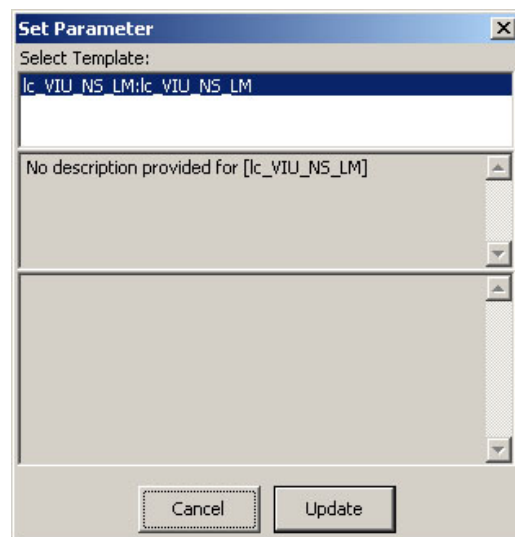 Set Parameter
Select Template:
lc_VIU_NS_LM:lc_VIU_NS_LM
No description provided for [lc_VIU_NS_LM]
Cancel
Update